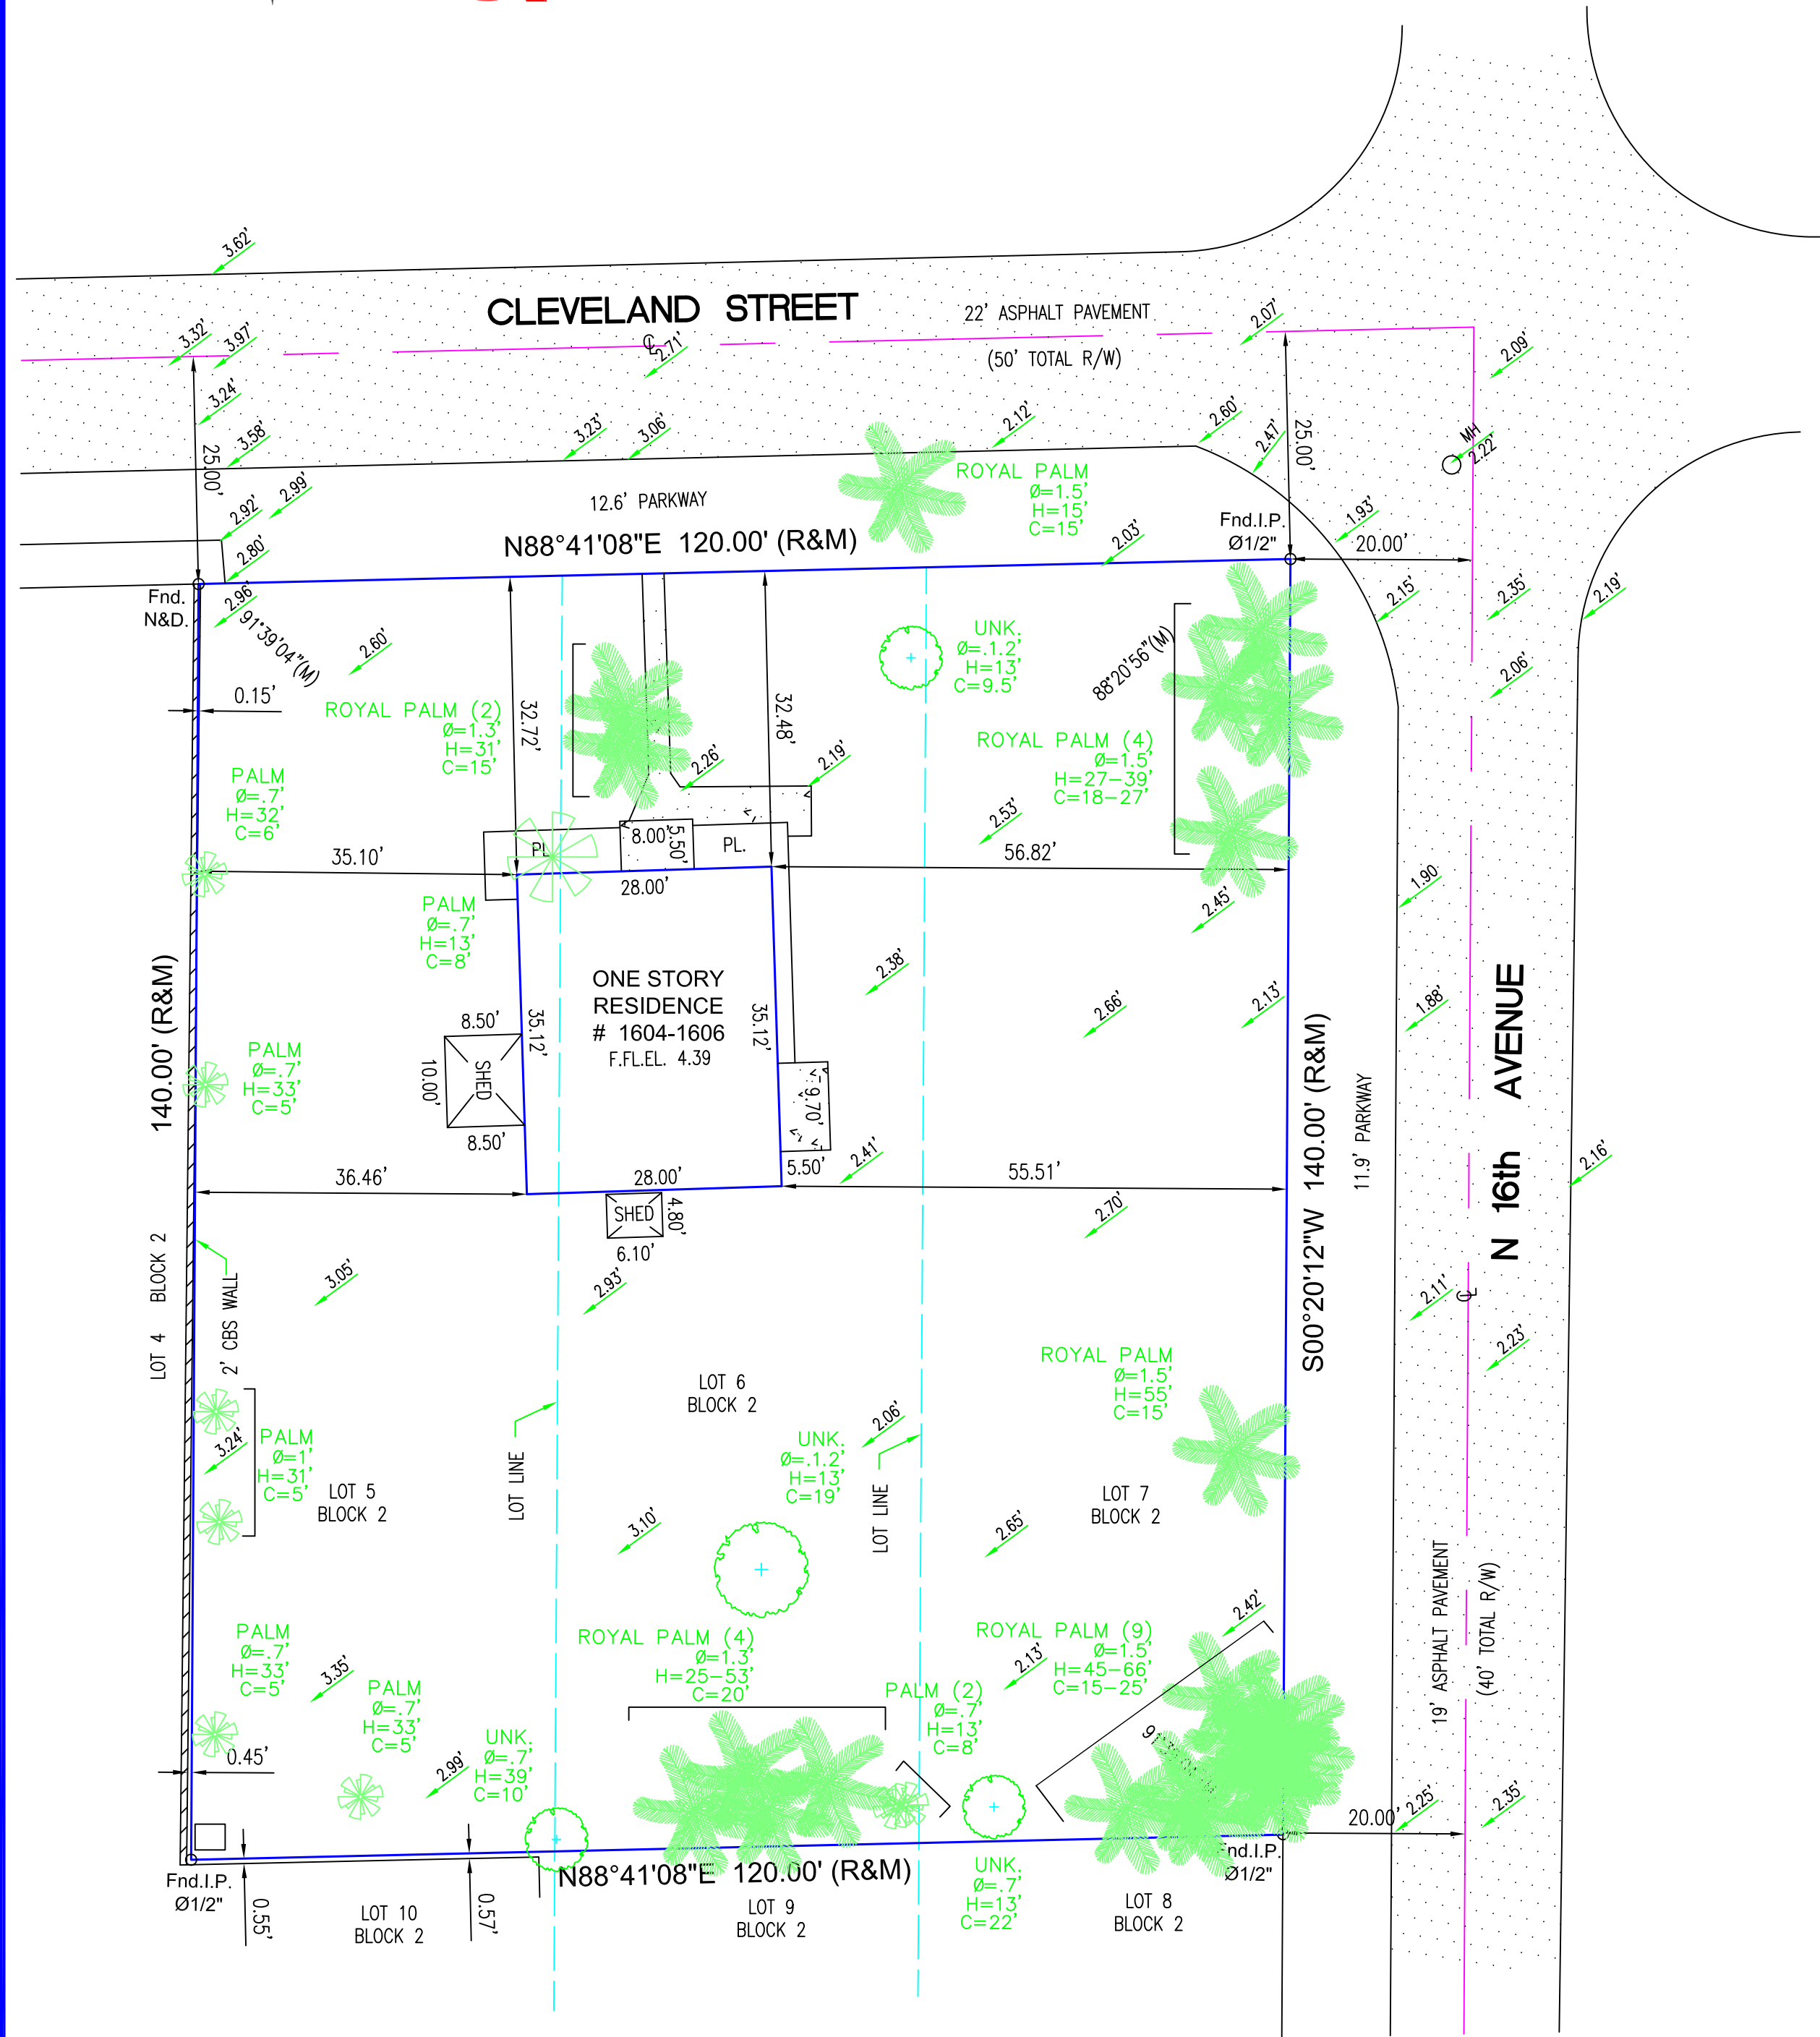 3.62'
CLEVELAND STREET
22' ASPHALT PAVEMENT
(50' TOTAL R/W)
3.32'
3.97'
2.71'
2.07'
2.09'
3.24'
3.58'
3.23'
3.06'
2.12'
2.60'
2.47'
MH
2.22'
25.00'
25.00'
2.92'
2.99'
12.6' PARKWAY
ROYAL PALM
Ø=1.5'
H=15'
C=15'
2.80'
N88°41'08"E 120.00' (R&M)
2.03'
Fnd.I.P.
Ø1/2"
1.93'
20.00'
Fnd.
N&D.
2.96'
91°39'04"(M)
2.60'
0.15'
ROYAL PALM (2)
Ø=1.3'
H=31'
C=15'
32.72'
32.48'
UNK.
Ø=.1.2'
H=13'
C=9.5'
88°20'56"(M)
2.15'
2.35'
2.19'
2.06'
ROYAL PALM (4)
Ø=1.5'
H=27-39'
C=18-27'
PALM
Ø=.7'
H=32'
C=6'
2.26'
2.19'
2.53'
35.10'
8.00'
5.50'
PL.
28.00'
56.82'
1.90
PALM
Ø=.7'
H=13'
C=8'
2.45'
140.00' (R&M)
ONE STORY
RESIDENCE
# 1604-1606
F.FL.EL. 4.39
35.12'
35.12'
2.38'
2.66'
2.13'
1.88'
N 16th AVENUE
8.50'
SHED
10.00'
8.50'
PALM
Ø=.7'
H=33'
C=5'
9.70'
5.50'
2.41'
S00°20'12"W 140.00' (R&M)
11.9' PARKWAY
2.16'
36.46'
28.00'
55.51'
SHED
4.80'
6.10'
2.70'
LOT 4 BLOCK 2
2' CBS WALL
3.05'
2.93'
2.11'
2.23'
LOT 6
BLOCK 2
ROYAL PALM
Ø=1.5'
H=55'
C=15'
3.24'
PALM
Ø=1'
H=31'
C=5'
LOT 5
BLOCK 2
LOT LINE
UNK.
Ø=.1.2'
H=13'
C=19'
2.06'
LOT LINE
LOT 7
BLOCK 2
3.10'
2.65'
19' ASPHALT PAVEMENT
(40' TOTAL R/W)
PALM
Ø=.7'
H=33'
C=5'
3.35'
PALM
Ø=.7'
H=33'
C=5'
ROYAL PALM (4)
Ø=1.3'
H=25-53'
C=20'
ROYAL PALM (9)
Ø=1.5'
H=45-66'
C=15-25'
2.13'
2.42'
PALM (2)
Ø=.7'
H=13'
C=8'
0.45'
2.99'
UNK.
Ø=.7'
H=39'
C=10'
20.00'
2.25'
2.35'
Fnd.I.P.
Ø1/2"
N88°41'08"E 120.00' (R&M)
Fnd.I.P.
Ø1/2"
0.55'
0.57'
LOT 10
BLOCK 2
LOT 9
BLOCK 2
UNK.
Ø=.7'
H=13'
C=22'
LOT 8
BLOCK 2